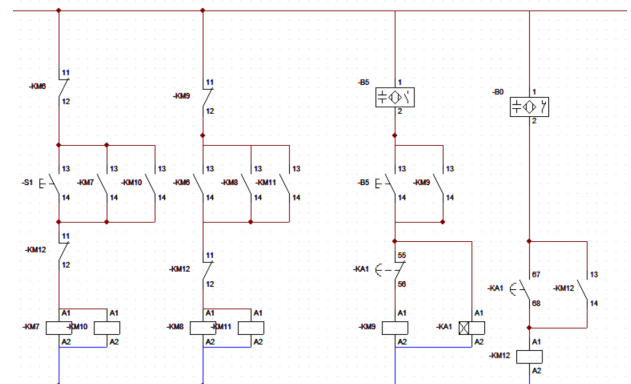 11
-KM6
12
11
-KM9
12
-B5
1
2
-B0
1
2
13
-S1
14
13
-KM7
14
13
-KM10
14
13
-KM6
14
13
-KM8
14
13
-KM11
14
13
-B5
14
13
-KM9
14
11
-KM12
12
11
-KM12
12
55
-KA1
56
67
-KA1
68
13
-KM12
14
A1
-KM7
A2
A1
-KM10
A2
A1
-KM8
A2
A1
KM11
A2
A1
-KM9
A2
A1
-KA1
A2
A1
-KM12
A2